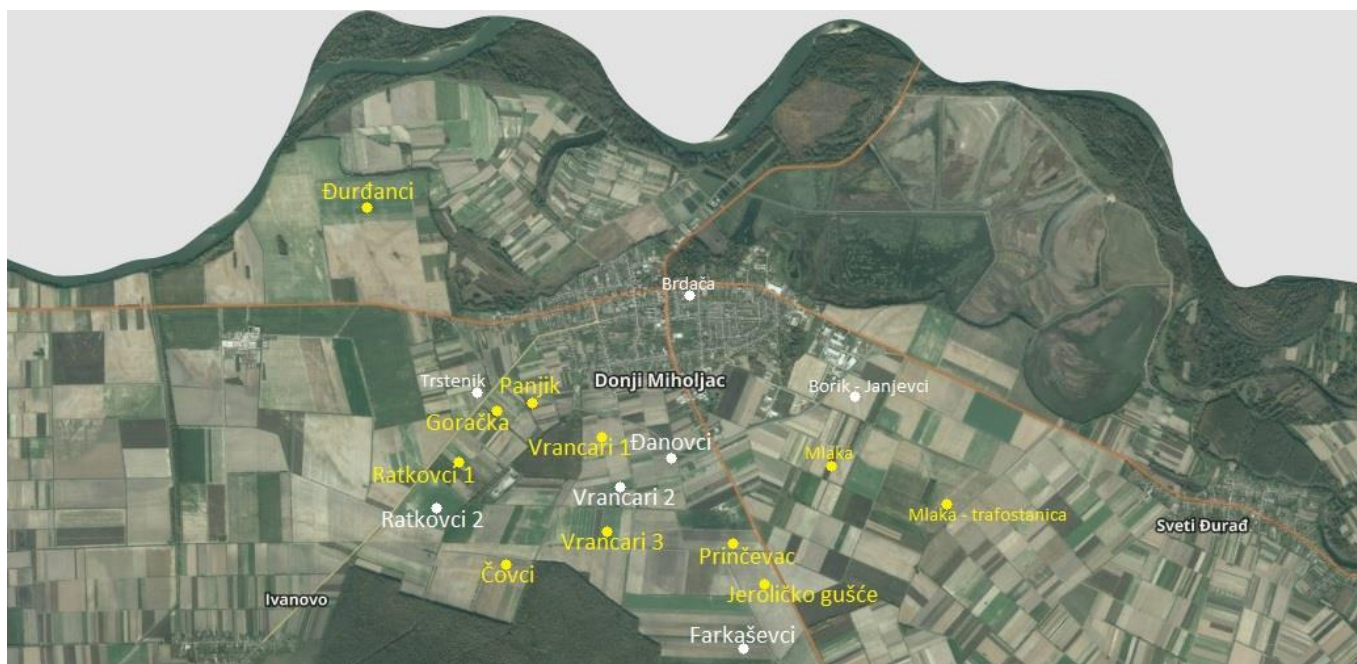 Đurđanci
Brdača
Trstenik
Panjik
Donji Miholjac
Borik - Janjevci
Goračka
Vrancari 1
Đanovci
Mlaka
Ratkovci 1
Vrancari 2
Ratkovci 2
Mlaka - trafostanica
Sveti Đurađ
Vrancari 3
Prinčevac
Čovci
Jeroličko gušće
Ivanovo
Farkaševci